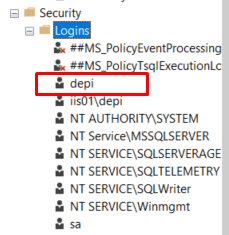 Security
Logins
##MS_PolicyEventProcessing
##MS_PolicyTsqlExecutionLo
depi
iis01\depi
NT AUTHORITY\SYSTEM
NT Service\MSSQLSERVER
NT SERVICE\SQLSERVERAGE
NT SERVICE\SQLTELEMETRY
NT SERVICE\SQLWriter
NT SERVICE\Winmgmt
sa